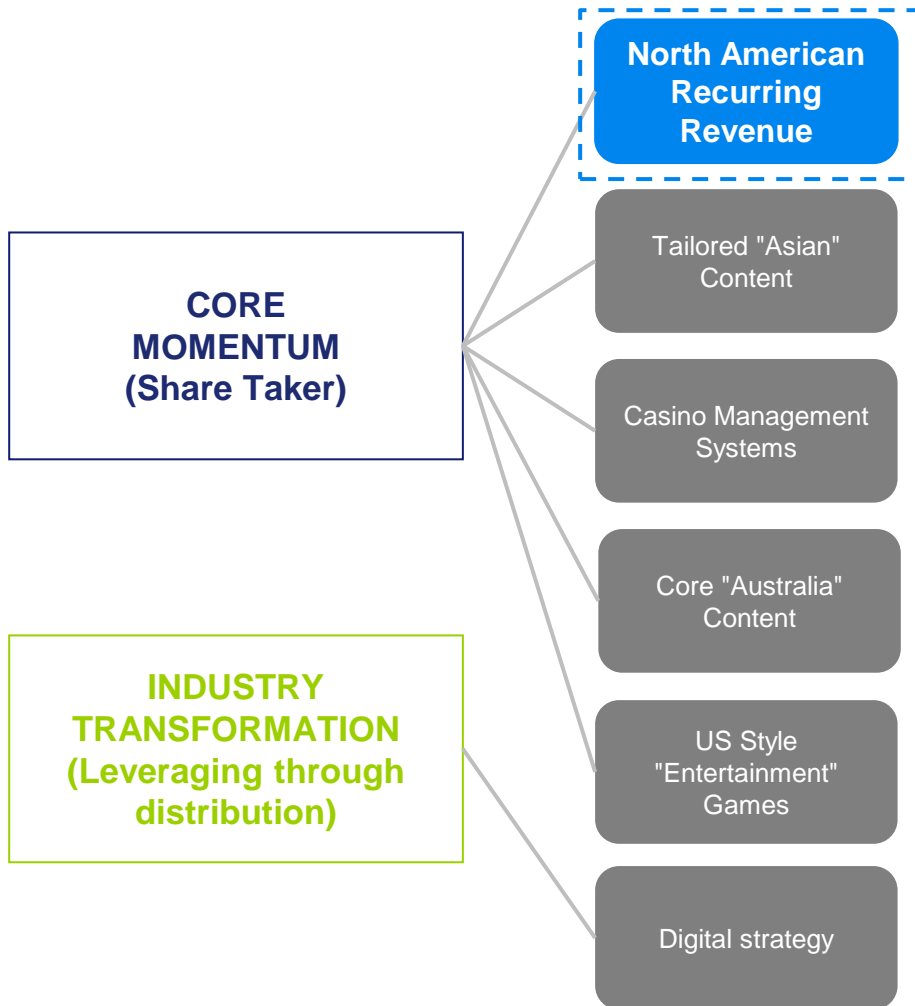 North American
Recurring
Revenue
Tailored "Asian"
Content
CORE
MOMENTUM
(Share Taker)
Casino Management
Systems
Core "Australia"
Content
INDUSTRY
TRANSFORMATION
(Leveraging through
distribution)
US Style
"Entertainment"
Games
Digital strategy